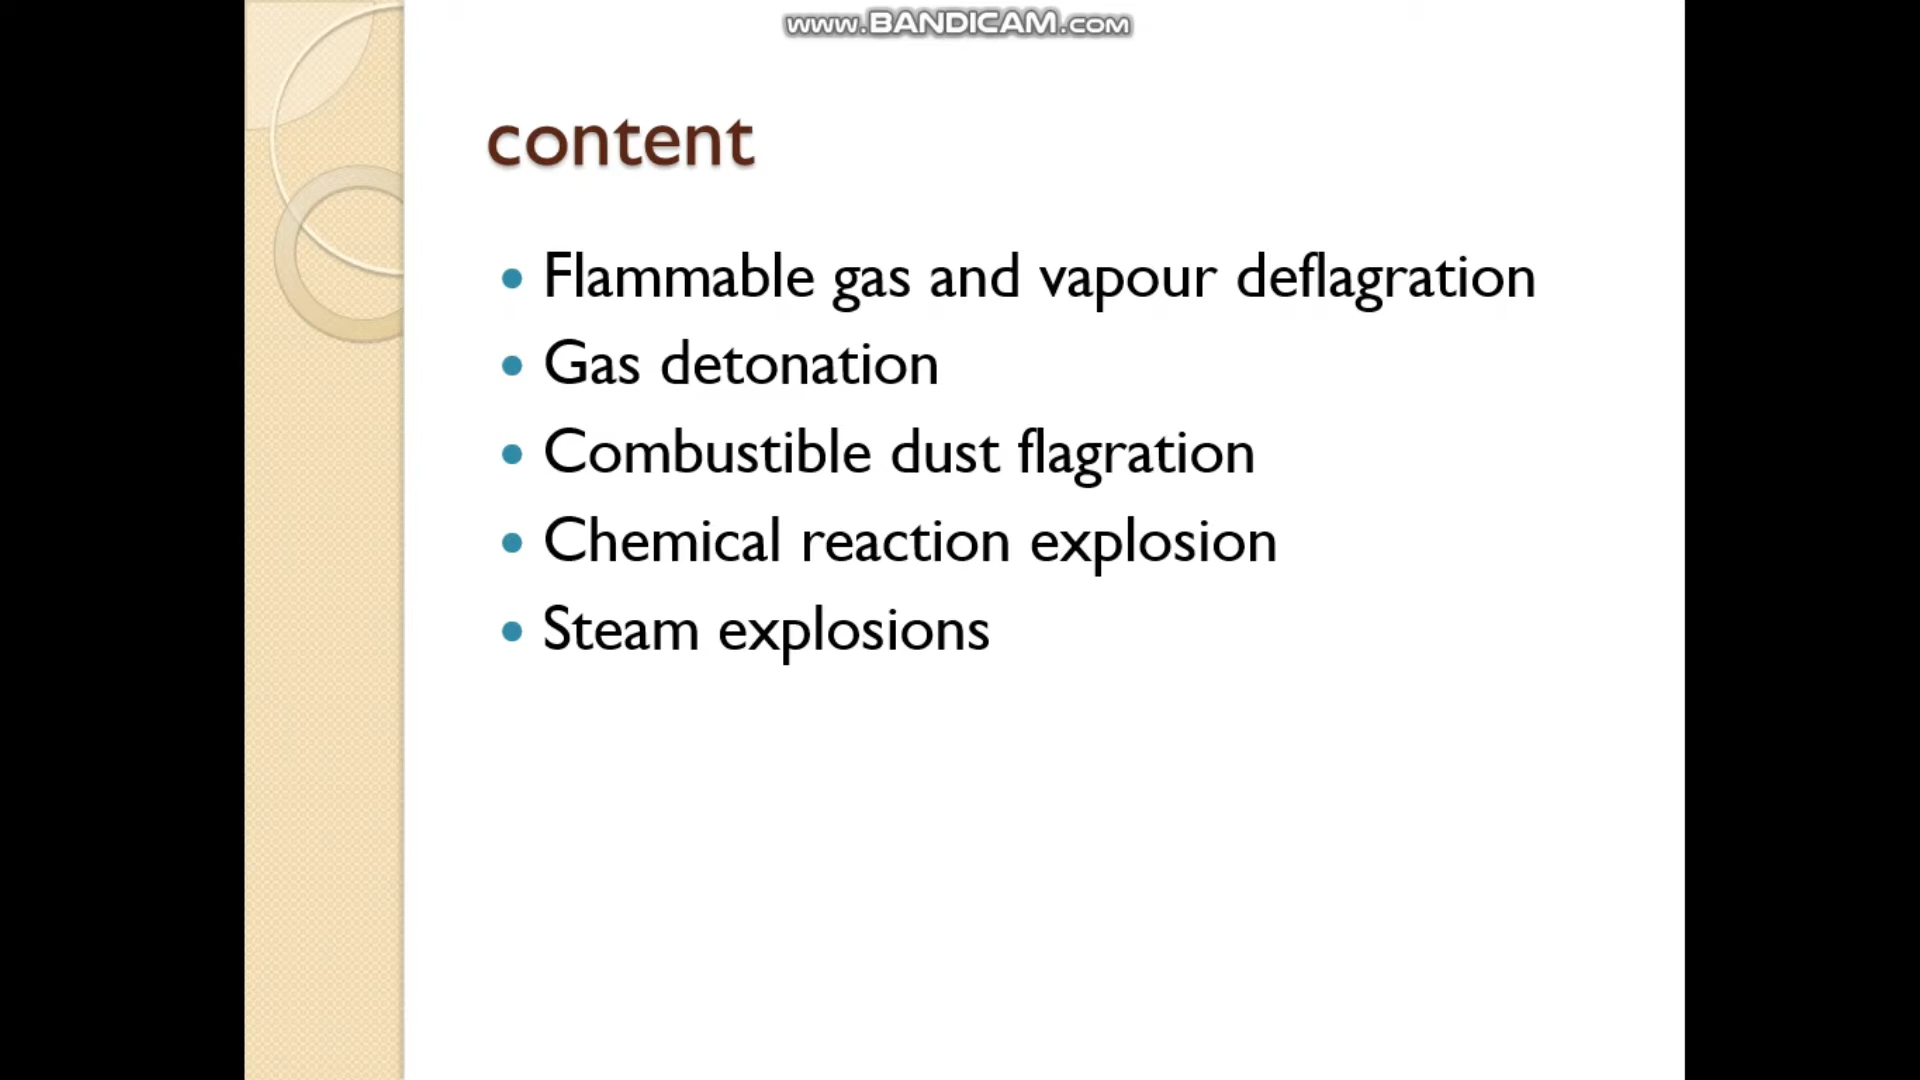 www.BANDICAM.com
content
Flammable gas and vapour deflagration
Gas detonation
Combustible dust flagration
Chemical reaction explosion
Steam explosions